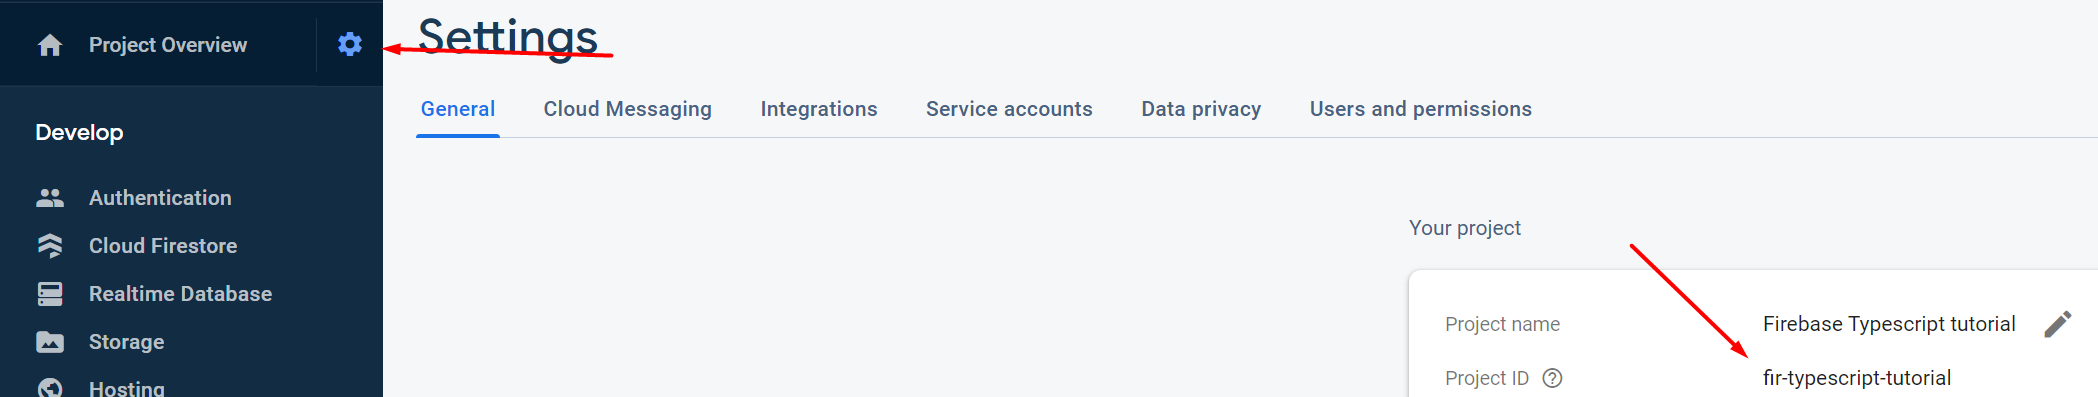 Project Overview
Develop
Authentication
Cloud Firestore
Realtime Database
Storage
Hosting
Settings
General Cloud Messaging Integrations Service accounts Data privacy Users and permissions
Your project
Project name Firebase Typescript tutorial
Project ID fir-typescript-tutorial